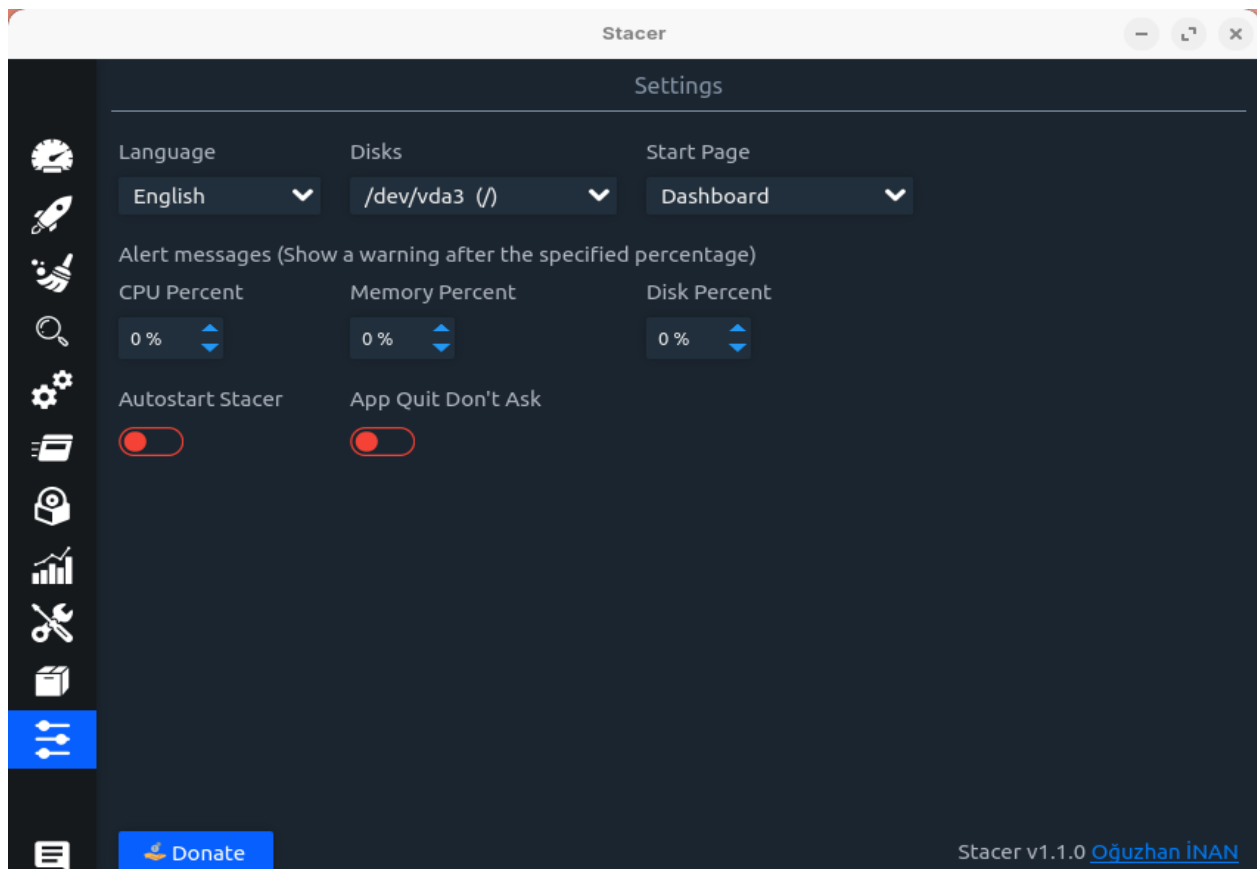 Stacer
Settings
Language Disks Start Page
English /dev/vda3 (/) Dashboard
Alert messages (Show a warning after the specified percentage)
CPU Percent Memory Percent Disk Percent
0 % 0 % 0 %
Autostart Stacer App Quit Don't Ask
Donate Stacer v1.1.0 Oğuzhan İNAN